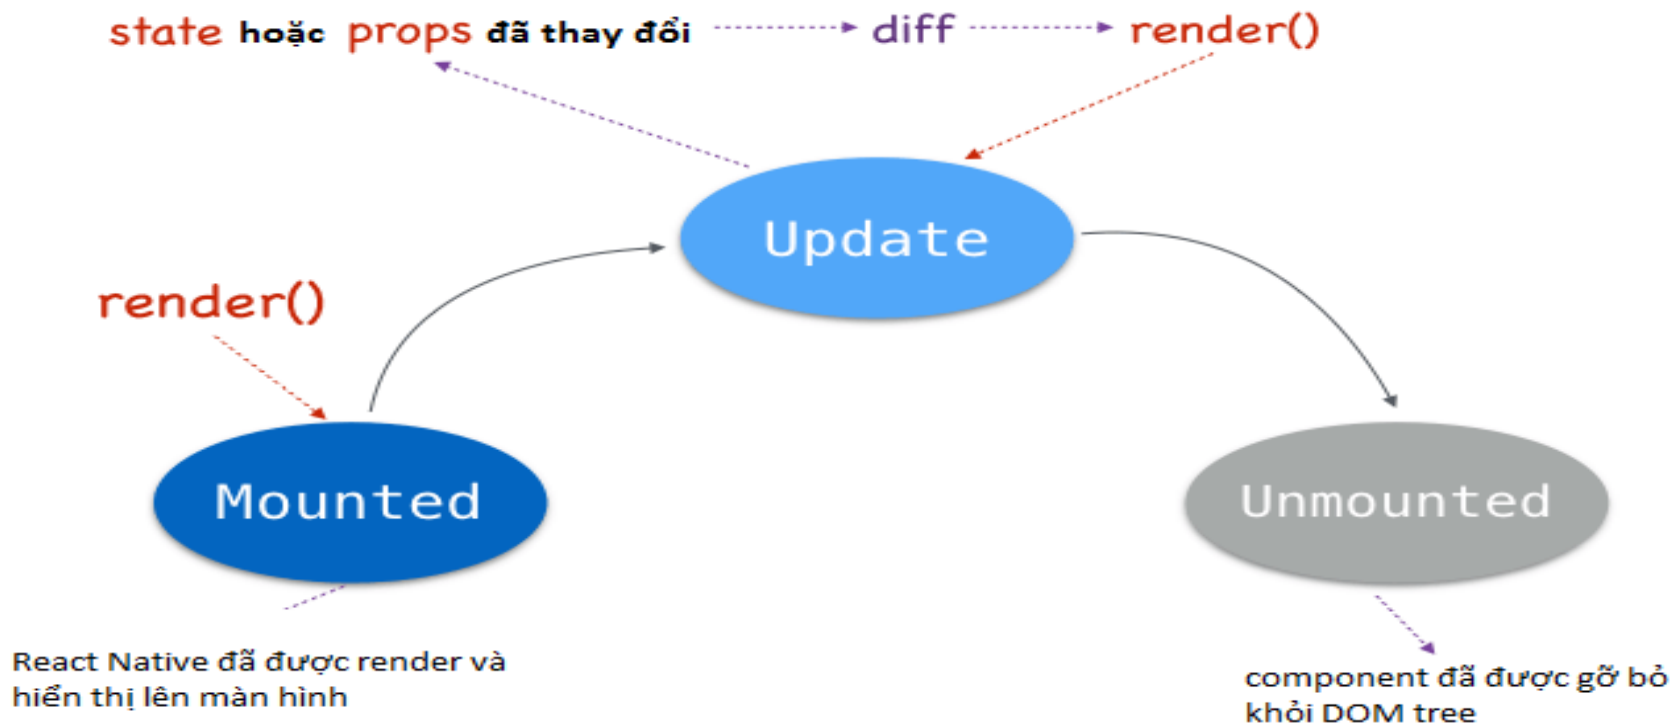 state hoặc props đã thay đổi diff render()
Update
render()
Mounted
Unmounted
React Native đã được render và
hiển thị lên màn hình
component đã được gỡ bỏ
khỏi DOM tree